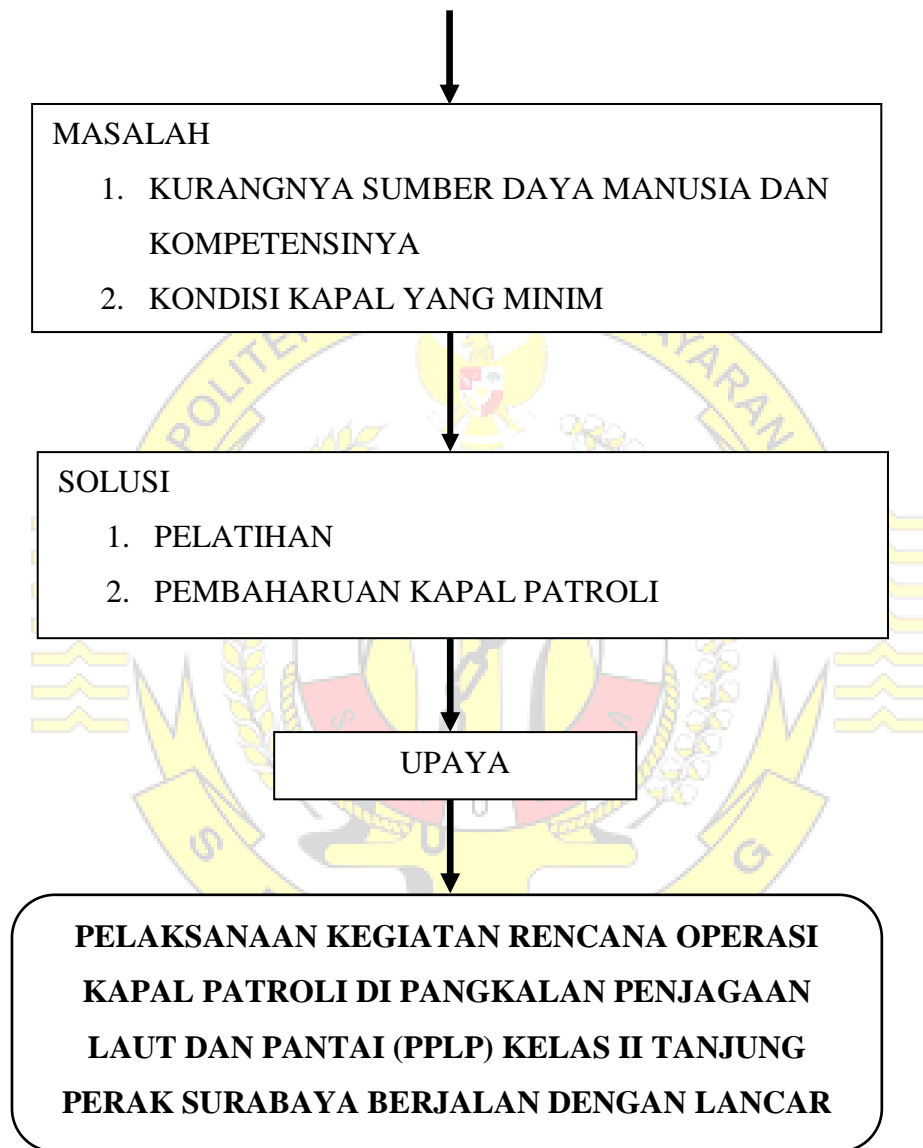 MASALAH
1. KURANGNYA SUMBER DAYA MANUSIA DAN
KOMPETENSINYA
2. KONDISI KAPAL YANG MINIM
SOLUSI
1. PELATIHAN
2. PEMBAHARUAN KAPAL PATROLI
UPAYA
PELAKSANAAN KEGIATAN RENCANA OPERASI
KAPAL PATROLI DI PANGKALAN PENJAGAAN
LAUT DAN PANTAI (PPLP) KELAS II TANJUNG
PERAK SURABAYA BERJALAN DENGAN LANCAR